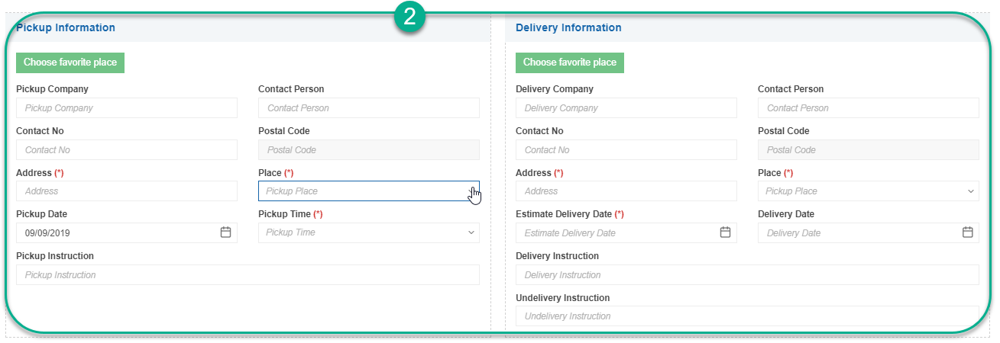 2
Pickup Information
Choose favorite place
Pickup Company
Contact Person
Pickup Company
Contact Person
Contact No
Postal Code
Contact No
Postal Code
Address (*)
Place (*)
Address
Pickup Place
Pickup Date
Pickup Time (*)
09/09/2019
Pickup Time
Pickup Instruction
Pickup Instruction
Delivery Information
Choose favorite place
Delivery Company
Contact Person
Delivery Company
Contact Person
Contact No
Postal Code
Contact No
Postal Code
Address (*)
Place (*)
Address
Pickup Place
Estimate Delivery Date (*)
Delivery Date
Estimate Delivery Date
Delivery Date
Delivery Instruction
Delivery Instruction
Undelivery Instruction
Undelivery Instruction